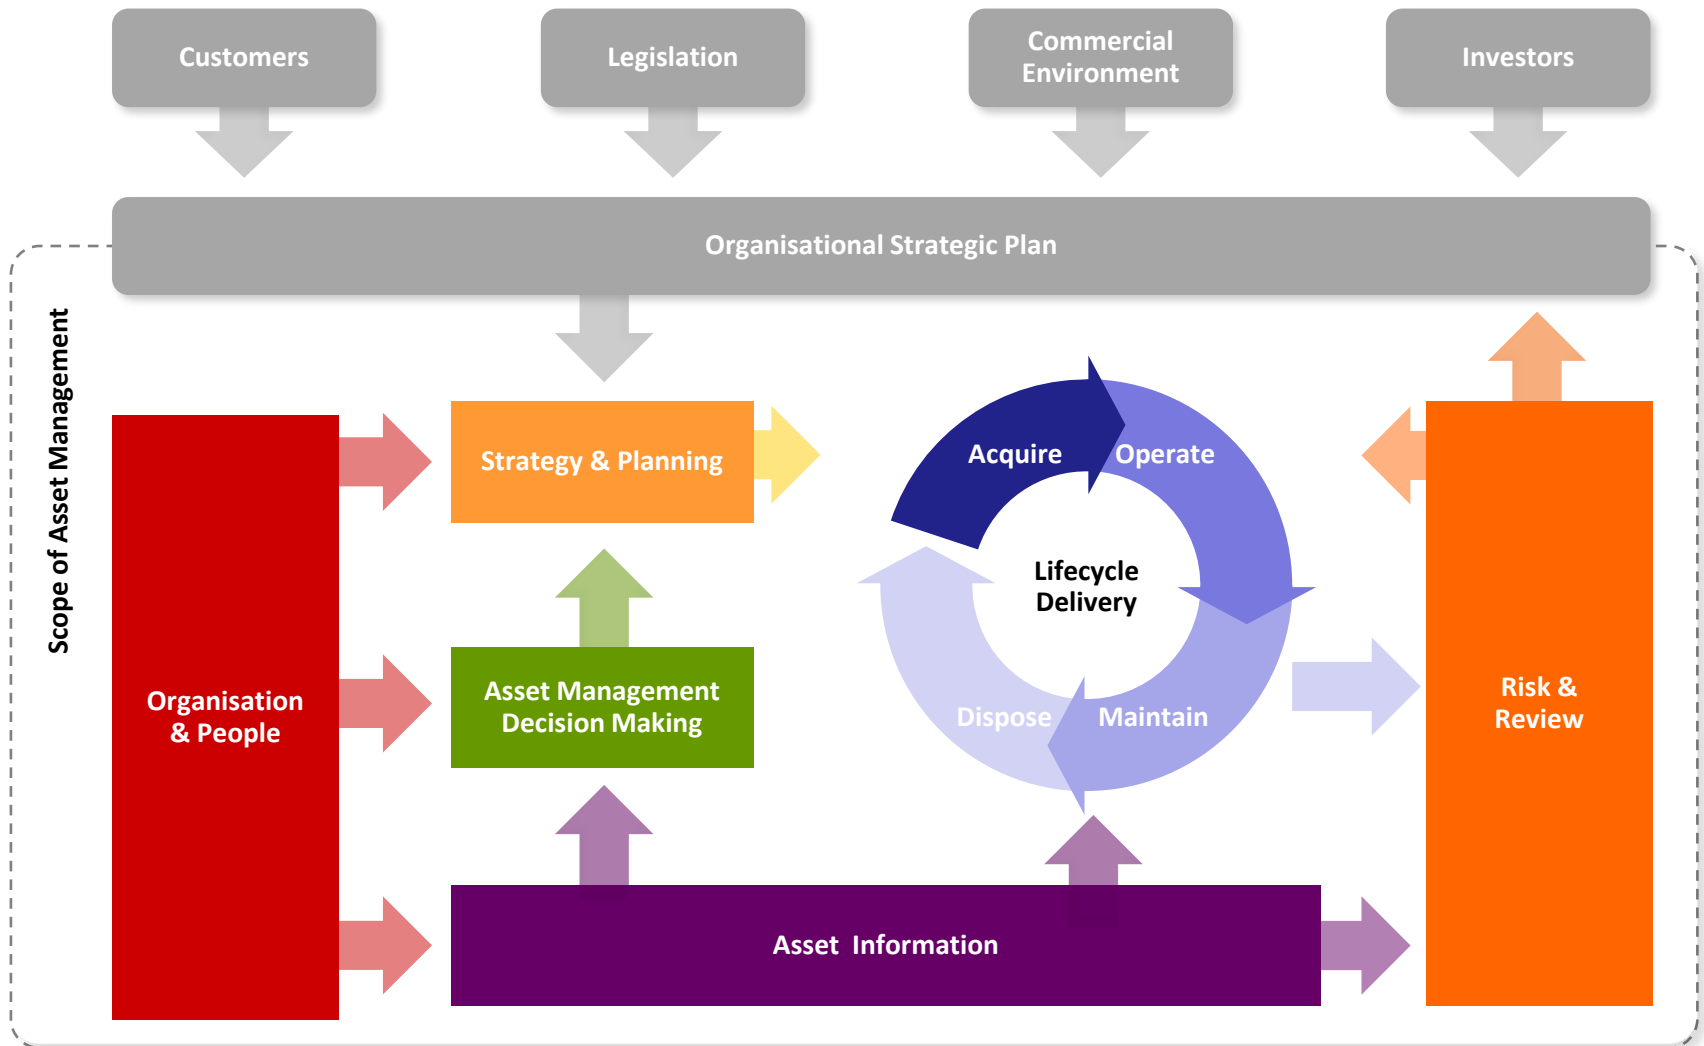 Customers
Legislation
Commercial
Environment
Investors
Organisational Strategic Plan
Scope of Asset Management
Strategy & Planning
Acquire
Operate
Lifecycle
Delivery
Organisation
& People
Asset Management
Decision Making
Dispose
Maintain
Risk &
Review
Asset Information